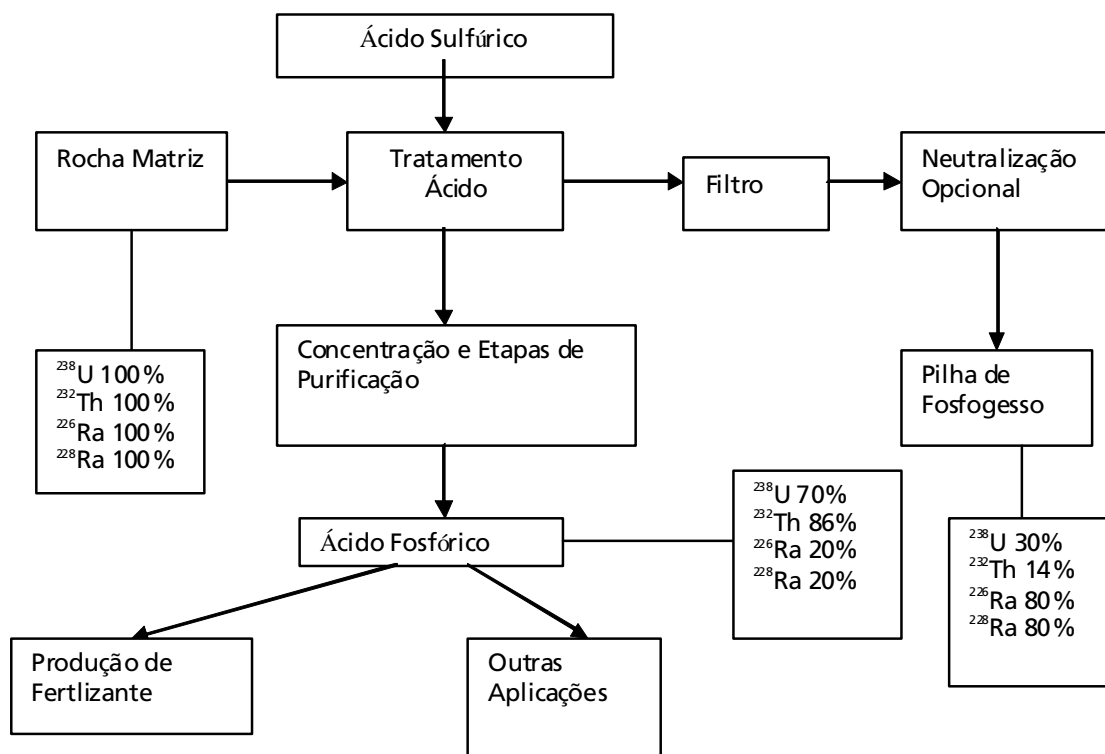 Ácido Sulfúrico
Rocha Matriz
Tratamento
Ácido
Filtro
Neutralização
Opcional
Concentração e Etapas de
Purificação
Pilha de
Fosfogesso
²³⁸U 100%
²³²Th 100%
²²⁶Ra 100%
²²⁸Ra 100%
Ácido Fosfórico
²³⁸U 70%
²³²Th 86%
²²⁶Ra 20%
²²⁸Ra 20%
²³⁸U 30%
²³²Th 14%
²²⁶Ra 80%
²²⁸Ra 80%
Produção de
Fertlizante
Outras
Aplicações